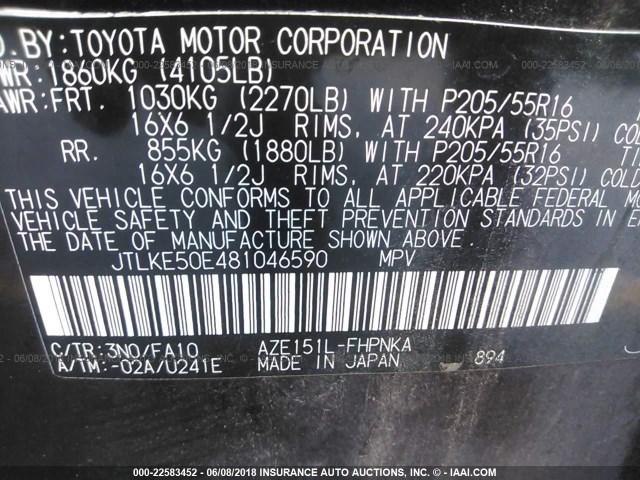 D.BY:TOYOTA MOTOR CORPORATION
WR:1860KG (4105LB)
AWR:FRT. 1030KG (2270LB) WITH P205/55R16
16X6 1/2J RIMS, AT 240KPA (35PSI) COL
RR. 855KG (1880LB) WITH P205/55R16
16X6 1/2J RIMS, AT 220KPA (32PSI) COLD
THIS VEHICLE CONFORMS TO ALL APPLICABLE FEDERAL MO
VEHICLE SAFETY AND THEFT PREVENTION STANDARDS IN E
THE DATE OF MANUFACTURE SHOWN ABOVE.
JTLKE50E481046590 MPV
C/TR:3N0/FA10 AZE151L-FHPNKA
A/TM:-02A/U241E MADE IN JAPAN 894
000-22583452 - 06/08/2018 - INSURANCE AUTO AUCTIONS, INC. - IAAI.COM